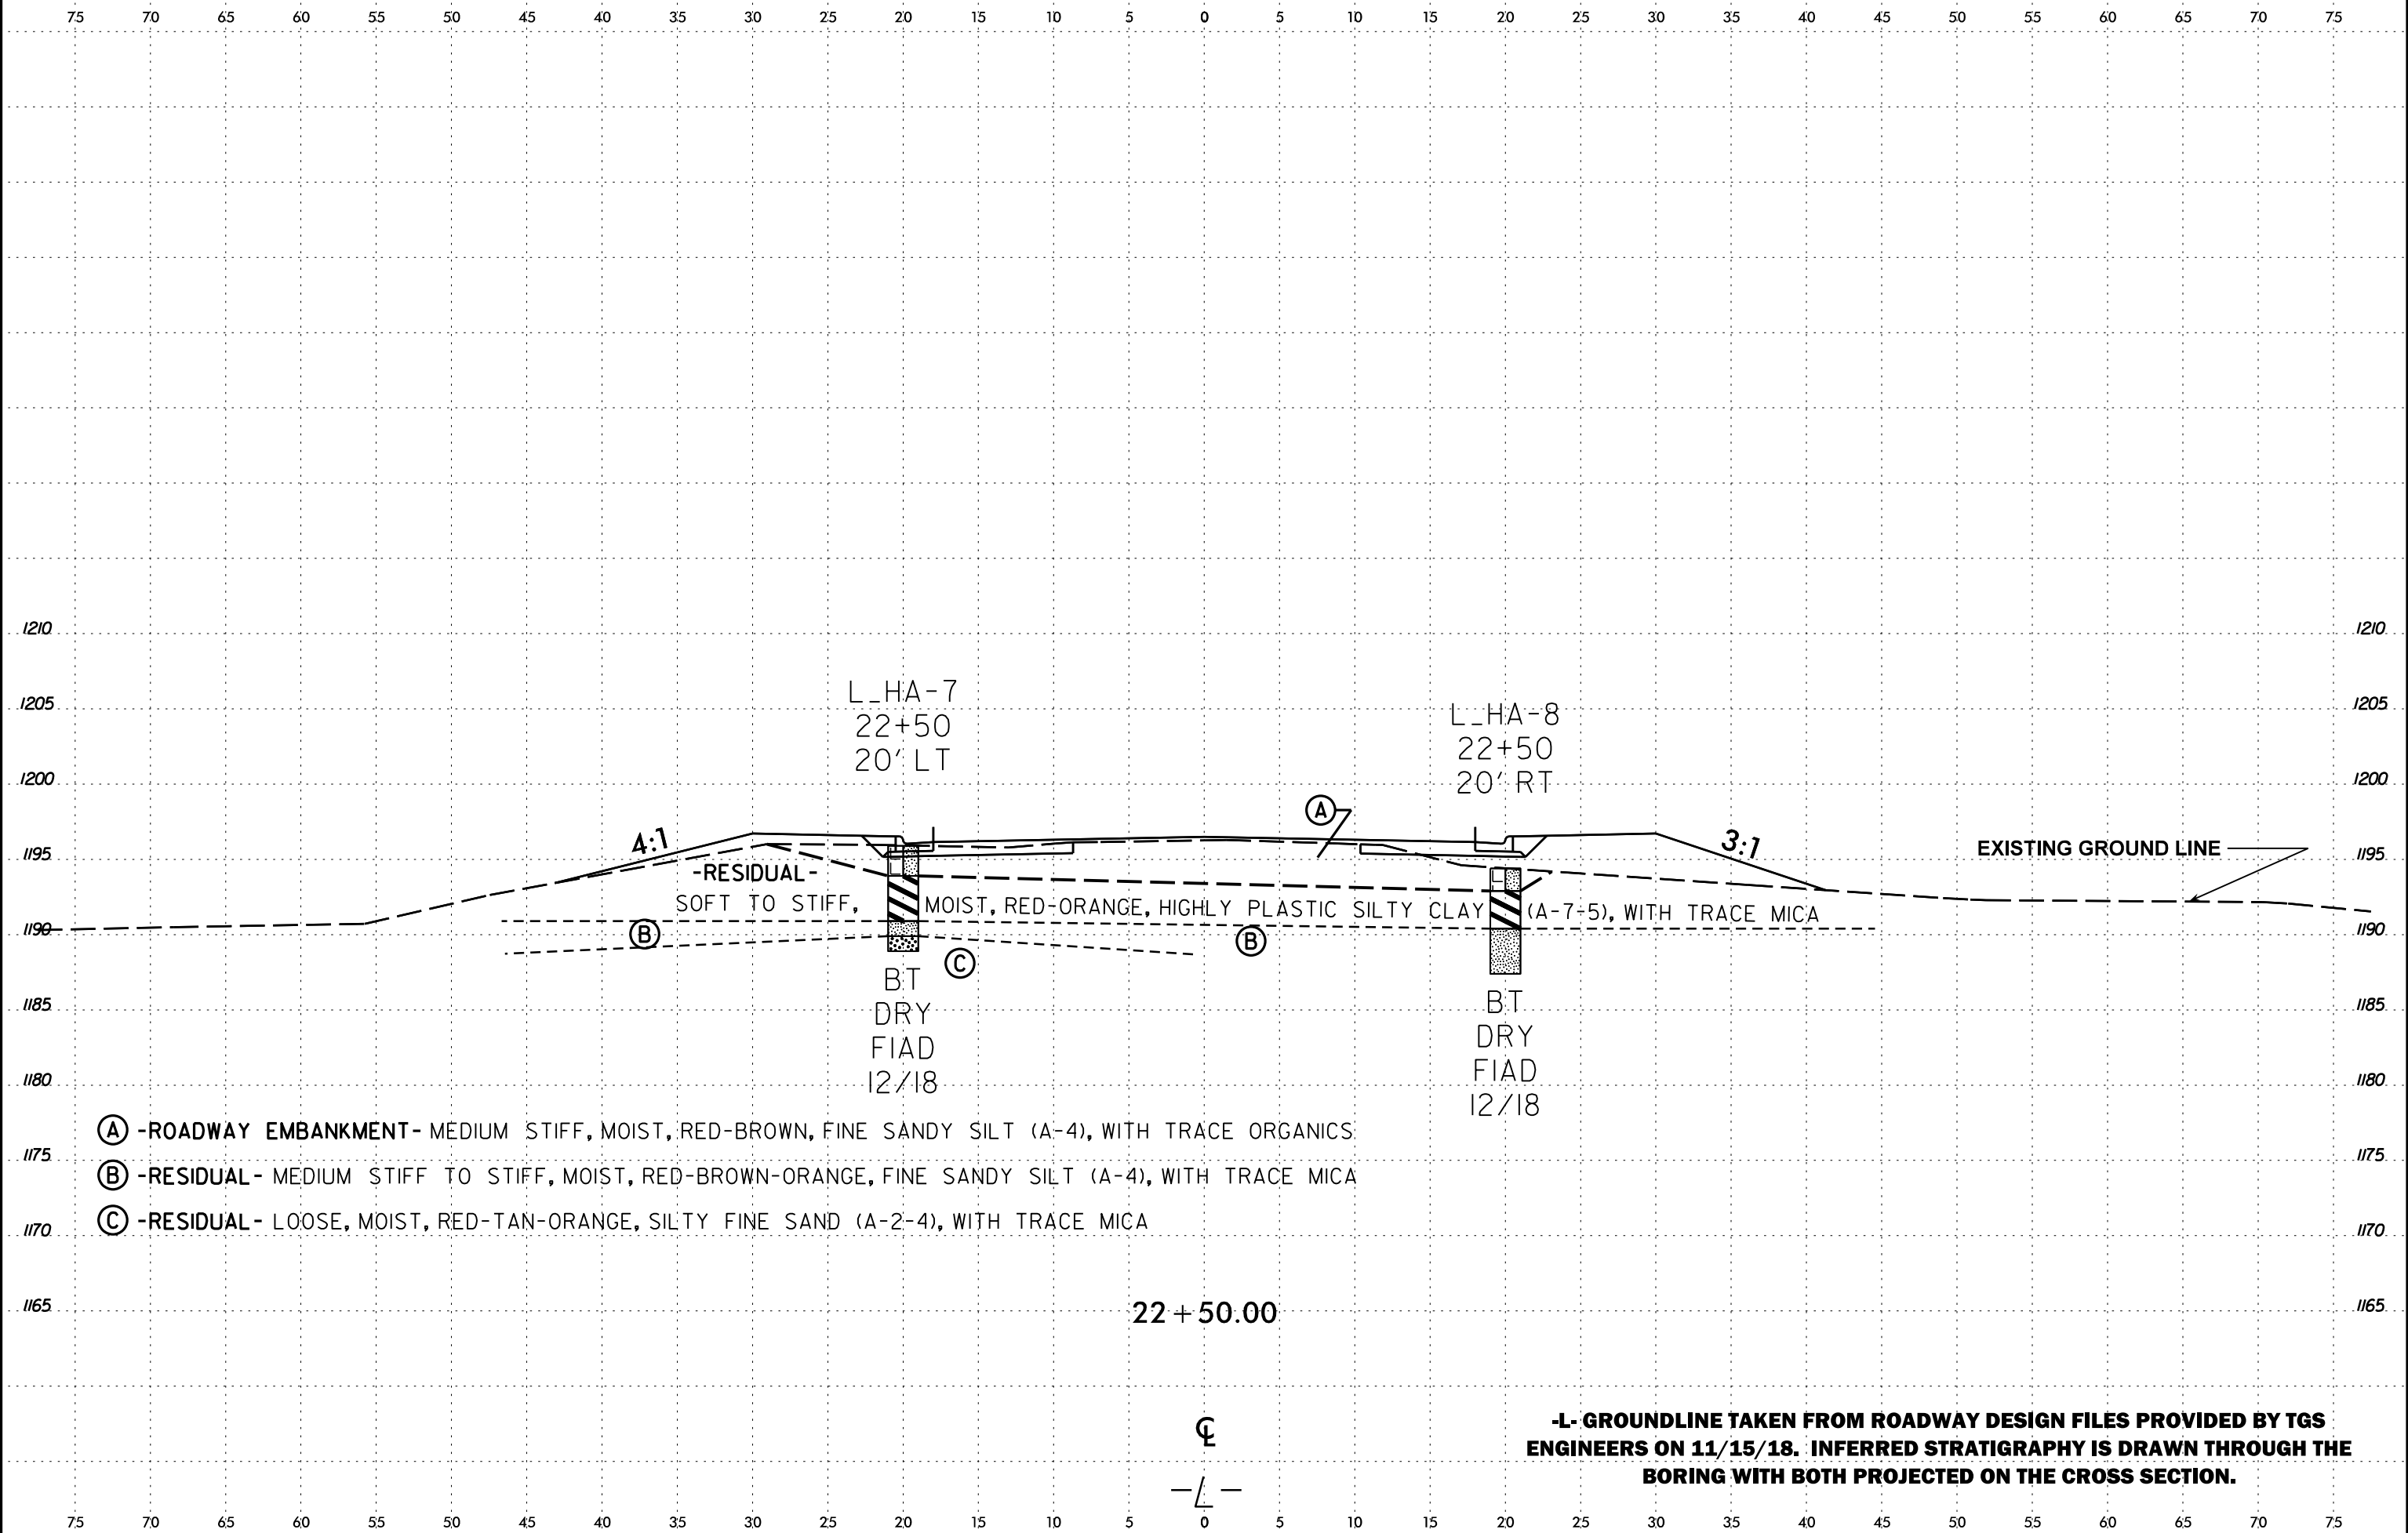 75 70 65 60 55 50 45 40 35 30 25 20 15 10 5 0 5 10 15 20 25 30 35 40 45 50 55 60 65 70 75
1210 1210
L_HA-7
1205 1205
22+50
L_HA-8
20' LT
22+50
1200 1200
20' RT
A
4:1
3:1
EXISTING GROUND LINE
1195 1195
-RESIDUAL-
SOFT TO STIFF, MOIST, RED-ORANGE, HIGHLY PLASTIC SILTY CLAY (A-7-5), WITH TRACE MICA
1190 1190
B B
C
BT
BT
1185 1185
DRY
DRY
FIAD
FIAD
1180 1180
12/18
12/18
A -ROADWAY EMBANKMENT- MEDIUM STIFF, MOIST, RED-BROWN, FINE SANDY SILT (A-4), WITH TRACE ORGANICS
1175 1175
B -RESIDUAL- MEDIUM STIFF TO STIFF, MOIST, RED-BROWN-ORANGE, FINE SANDY SILT (A-4), WITH TRACE MICA
C -RESIDUAL- LOOSE, MOIST, RED-TAN-ORANGE, SILTY FINE SAND (A-2-4), WITH TRACE MICA
1170 1170
1165 1165
22+50.00
℄
-L-
-L- GROUNDLINE TAKEN FROM ROADWAY DESIGN FILES PROVIDED BY TGS
ENGINEERS ON 11/15/18. INFERRED STRATIGRAPHY IS DRAWN THROUGH THE
BORING WITH BOTH PROJECTED ON THE CROSS SECTION.
75 70 65 60 55 50 45 40 35 30 25 20 15 10 5 0 5 10 15 20 25 30 35 40 45 50 55 60 65 70 75